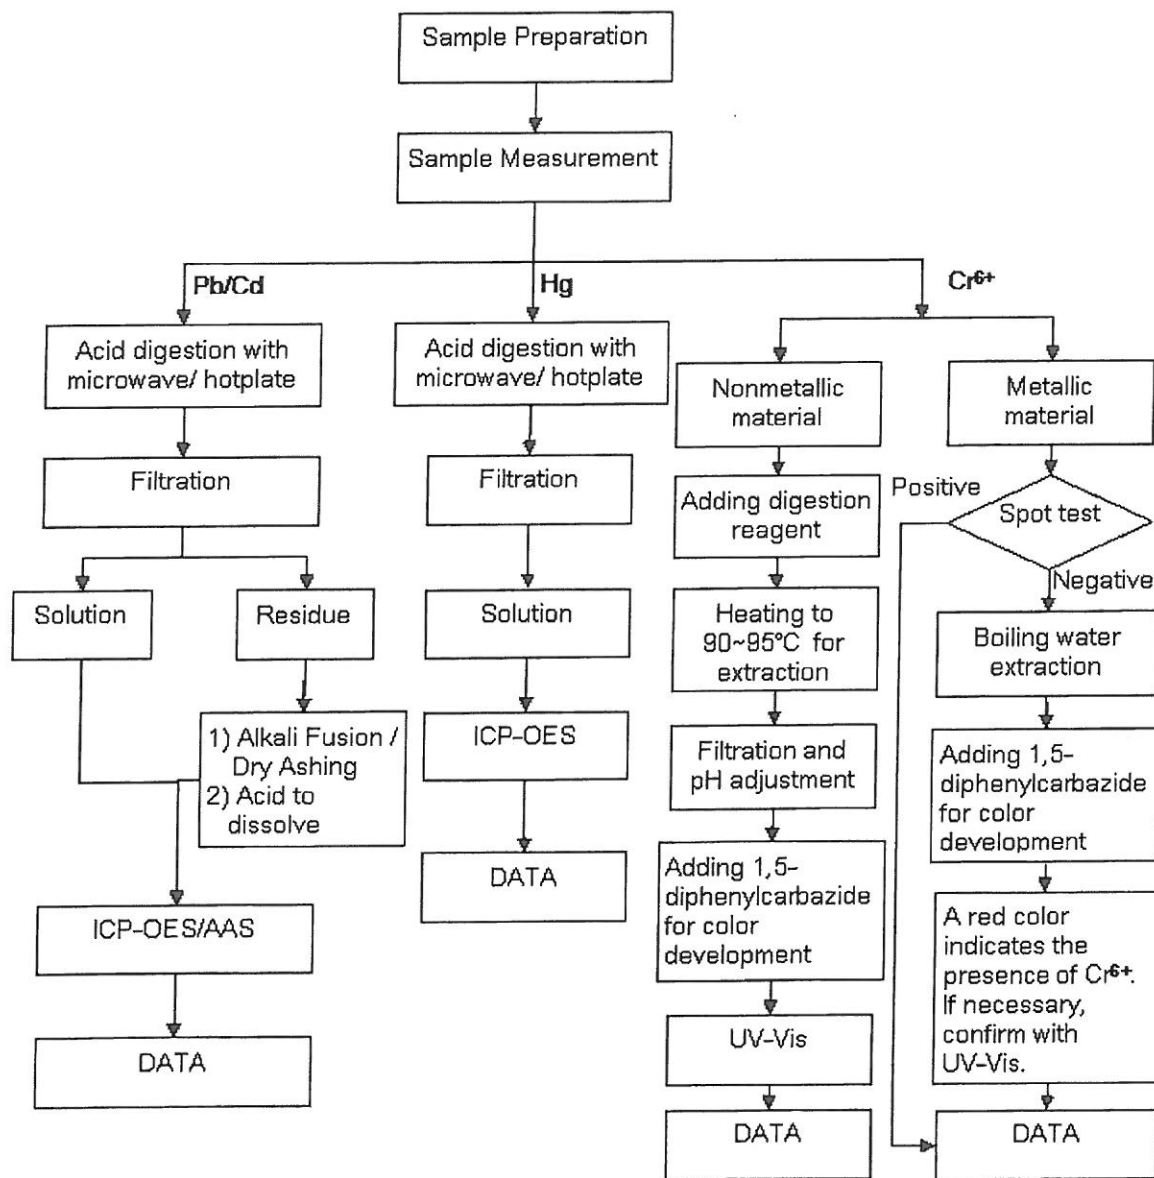 Sample Preparation
Sample Measurement
Pb/Cd
Hg
Cr⁶⁺
Acid digestion with
microwave/ hotplate
Filtration
Solution
Residue
1) Alkali Fusion /
Dry Ashing
2) Acid to
dissolve
ICP-OES/AAS
DATA
Acid digestion with
microwave/ hotplate
Filtration
Solution
ICP-OES
DATA
Nonmetallic
material
Adding digestion
reagent
Heating to
90~95°C for
extraction
Filtration and
pH adjustment
Adding 1,5-
diphenylcarbazide
for color
development
UV-Vis
DATA
Metallic
material
Spot test
Positive
Negative
Boiling water
extraction
Adding 1,5-
diphenylcarbazide
for color
development
A red color
indicates the
presence of Cr⁶⁺.
If necessary,
confirm with
UV-Vis.
DATA